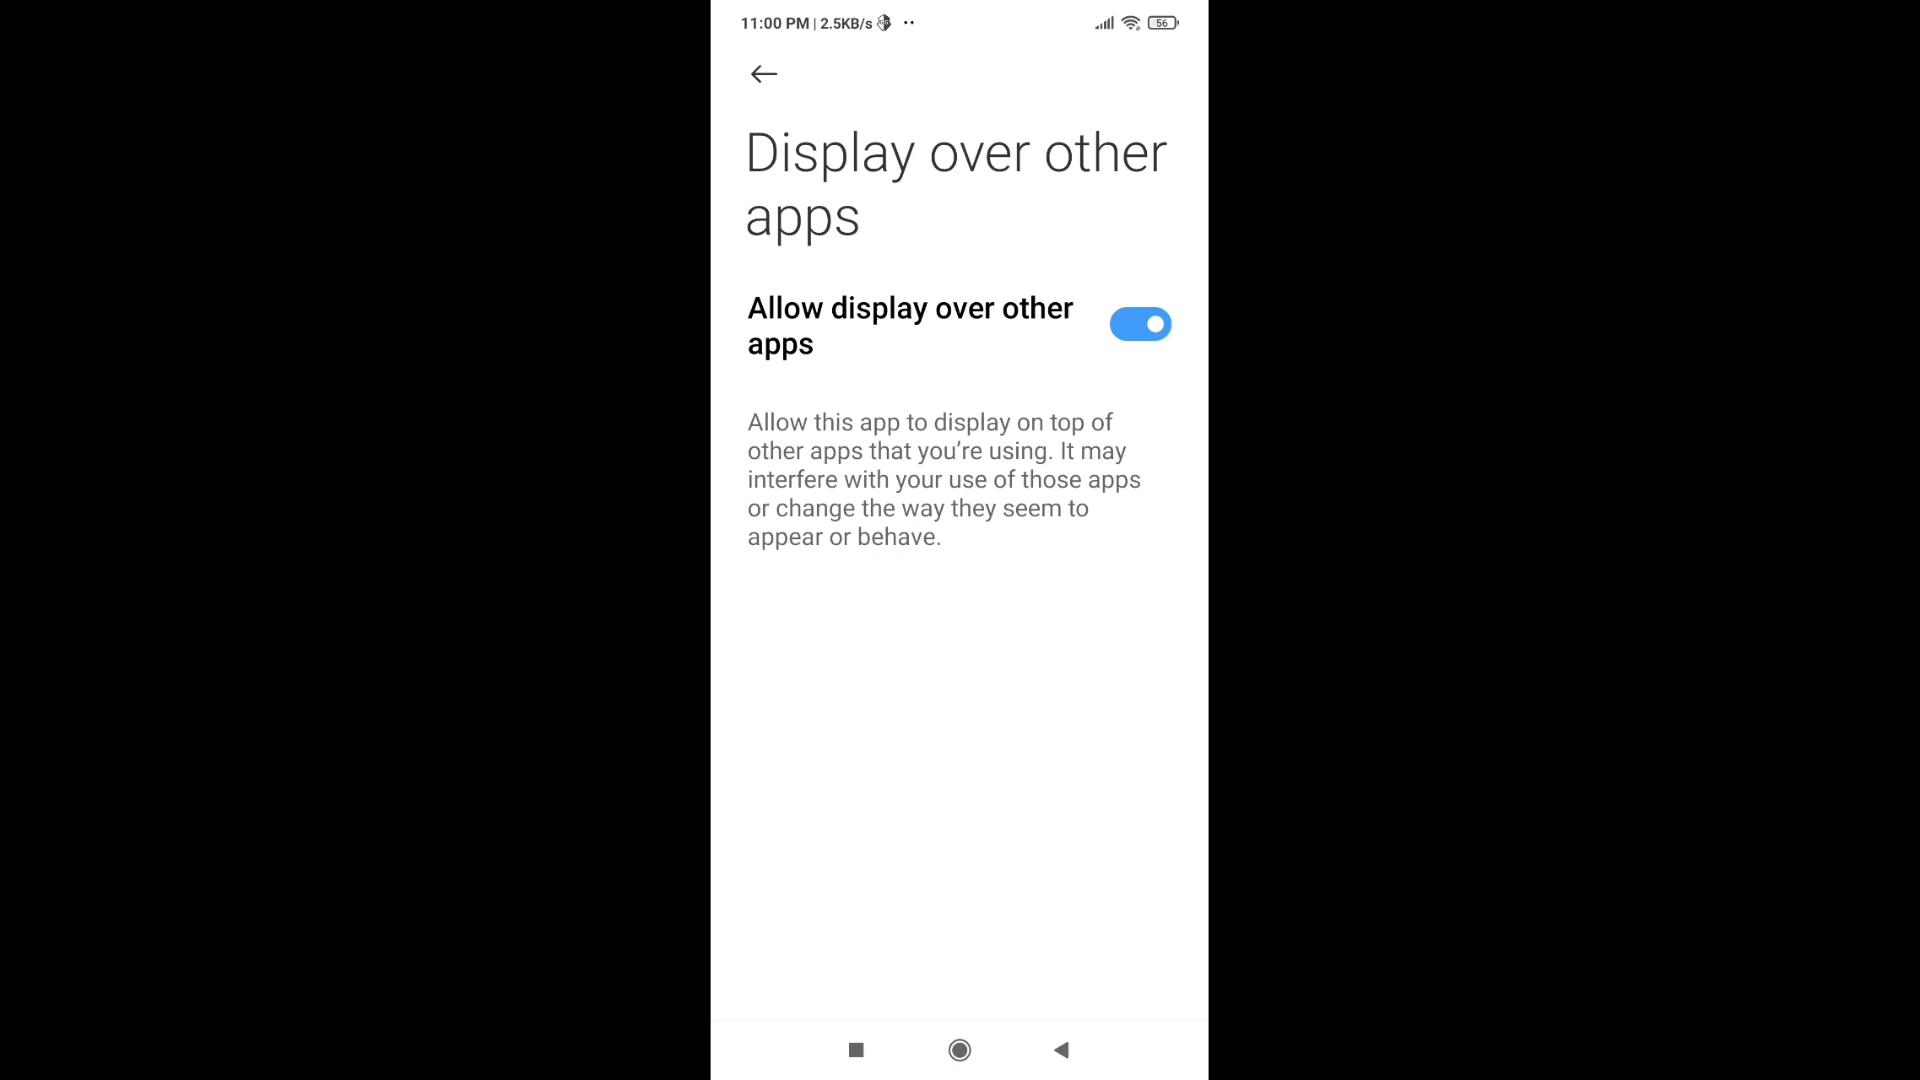 11:00 PM | 2.5KB/s
56
Display over other
apps
Allow display over other
apps
Allow this app to display on top of
other apps that you’re using. It may
interfere with your use of those apps
or change the way they seem to
appear or behave.